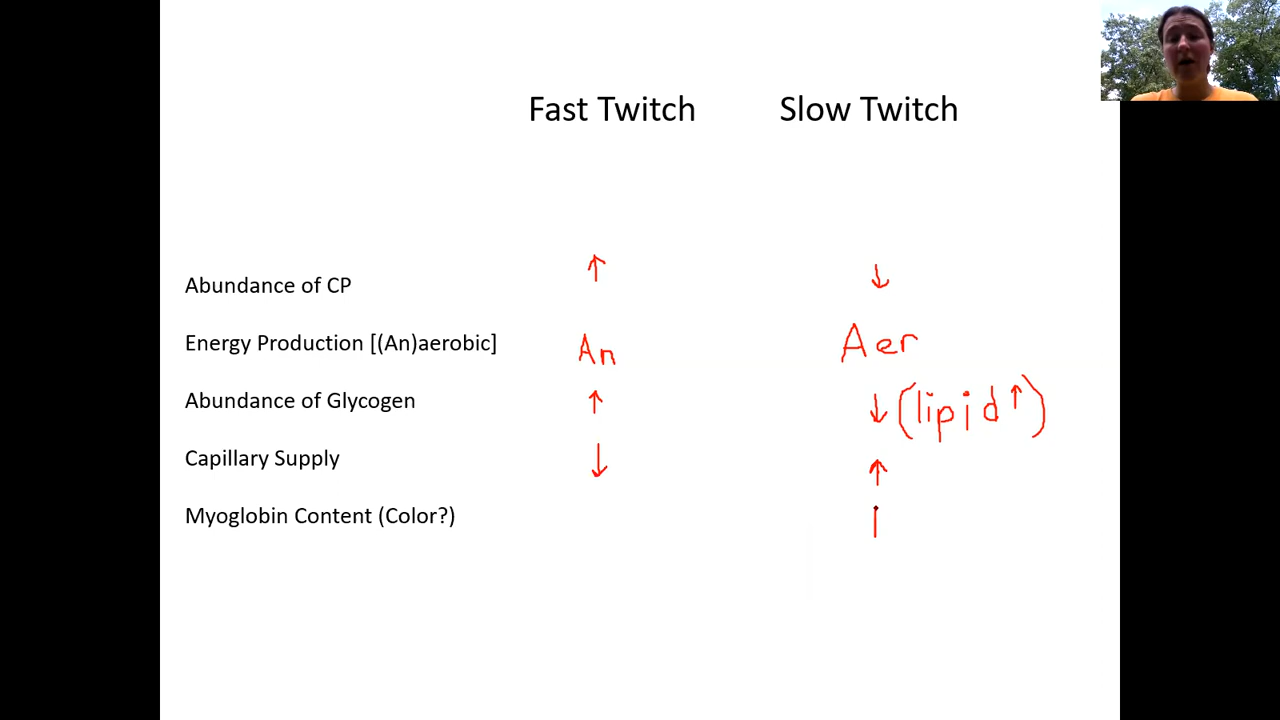 Fast Twitch Slow Twitch
Abundance of CP ↑ ↓
Energy Production [(An)aerobic] An Aer
Abundance of Glycogen ↑ ↓ (lipid ↑)
Capillary Supply ↓ ↑
Myoglobin Content (Color?)